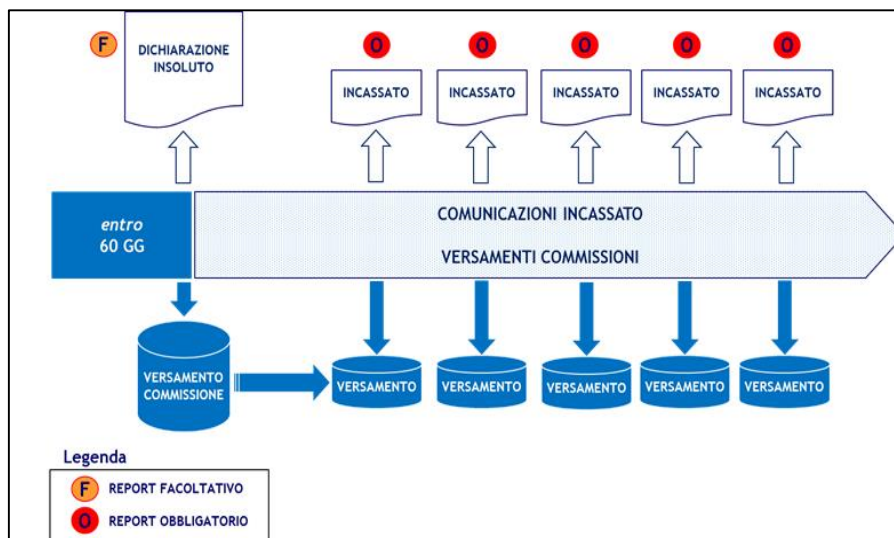 F
DICHIARAZIONE
INSOLUTO
O
O
O
O
O
INCASSATO
INCASSATO
INCASSATO
INCASSATO
INCASSATO
entro
60 GG
COMUNICAZIONI INCASSATO
VERSAMENTI COMMISSIONI
VERSAMENTO
COMMISSIONE
VERSAMENTO
VERSAMENTO
VERSAMENTO
VERSAMENTO
VERSAMENTO
Legenda
F REPORT FACOLTATIVO
O REPORT OBBLIGATORIO